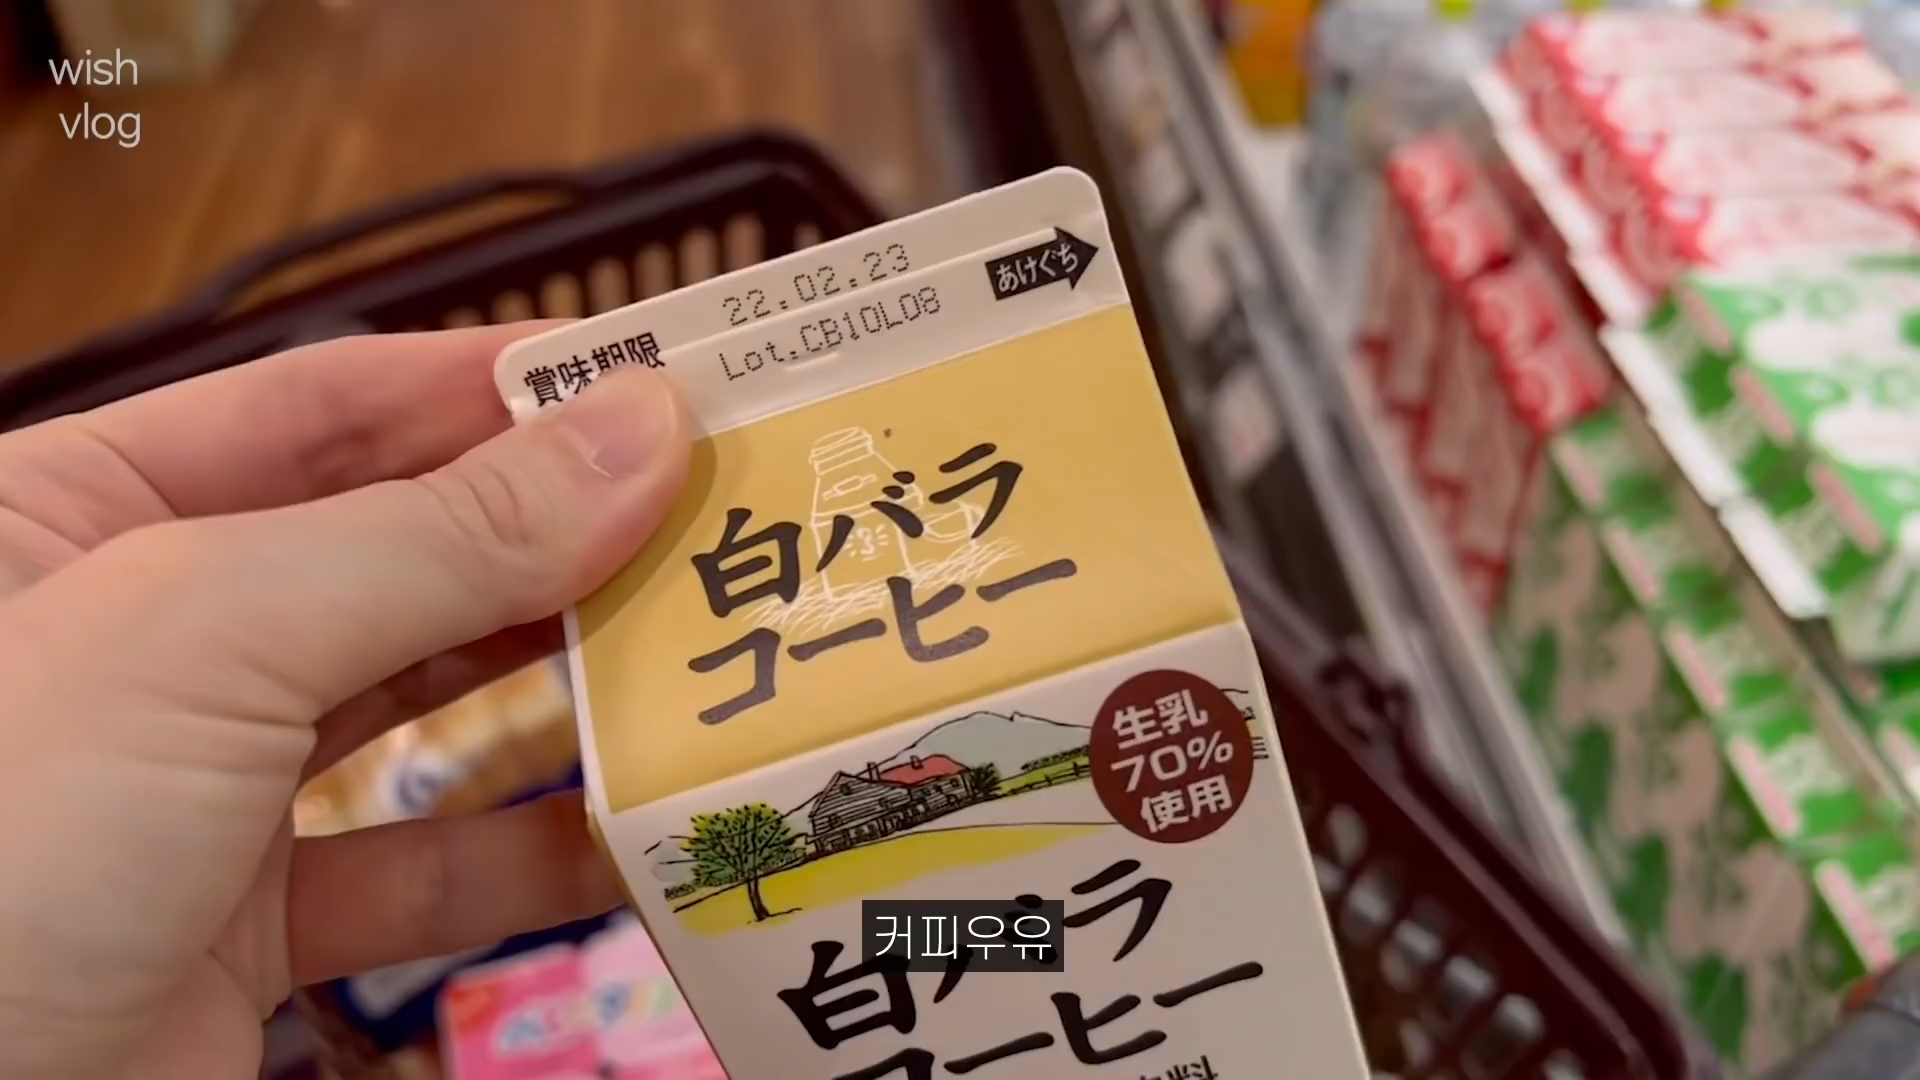 wish
vlog
賞味期限
22.02.23
Lot.CB10L08
あけぐち
白バラ
コーヒー
生乳
70%
使用
白バラ
コーヒー
커피우유